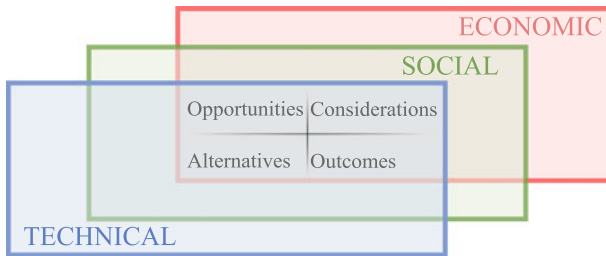 ECONOMIC
SOCIAL
Opportunities Considerations
Alternatives Outcomes
TECHNICAL